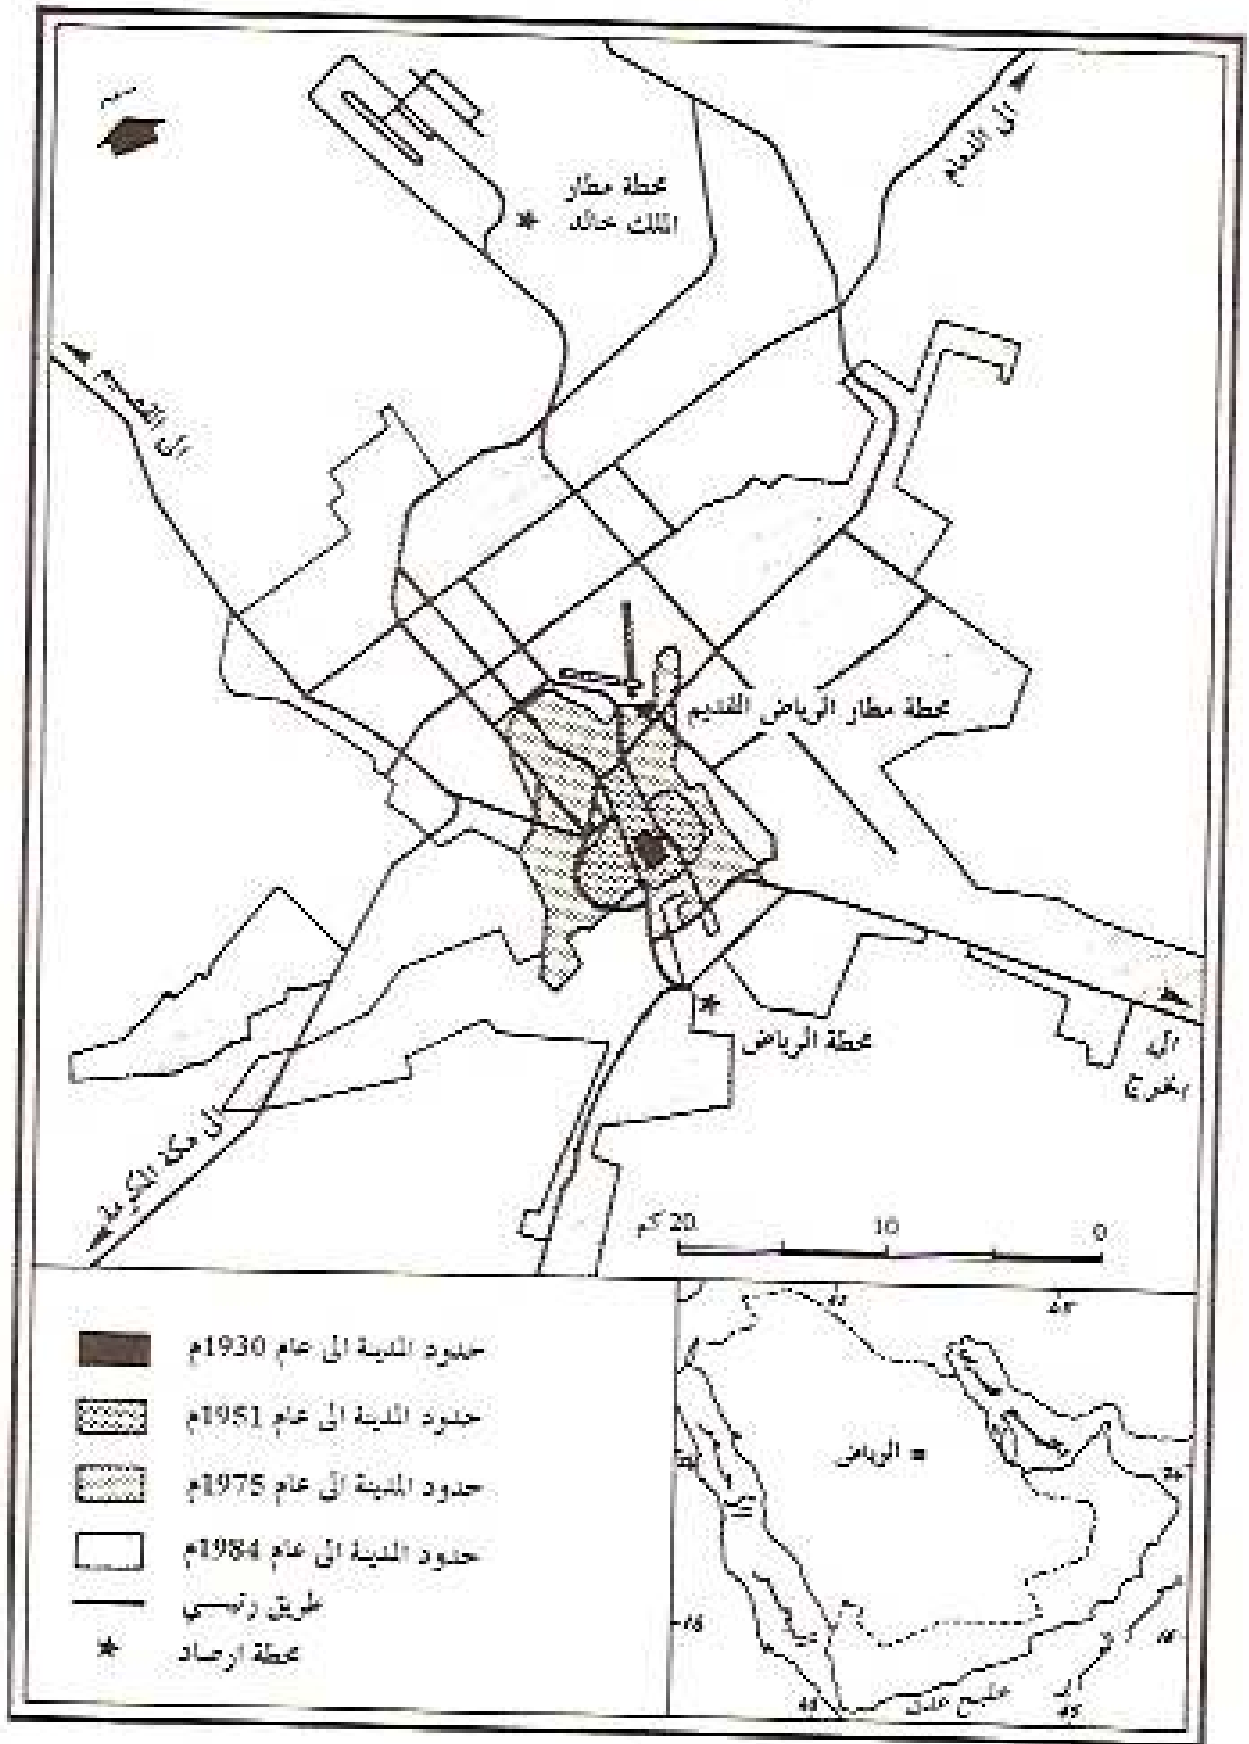 محطة مطار
الملك خالد
الى الدمام
الى القصيم
محطة مطار الرياض القديم
محطة الرياض
الى
الخرج
الى مكة المكرمة
20 كم 10 0
حدود المدينة الى عام 1930م
حدود المدينة الى عام 1951م
حدود المدينة الى عام 1975م
حدود المدينة الى عام 1984م
طريق رئيسي
محطة ارصاد
الرياض
خليج عدن